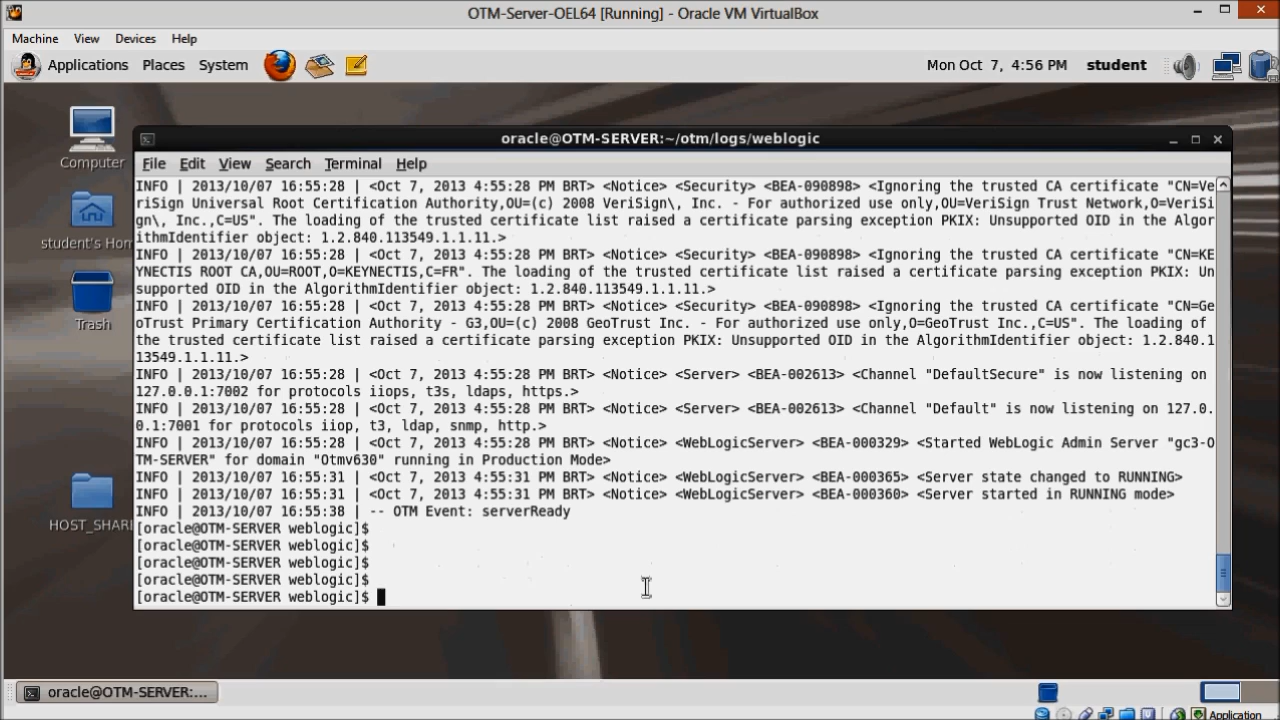 OTM-Server-OEL64 [Running] - Oracle VM VirtualBox
Machine View Devices Help
Applications Places System Mon Oct 7, 4:56 PM student
Computer
student's Hom
Trash
HOST_SHARI
oracle@OTM-SERVER:~/otm/logs/weblogic
File Edit View Search Terminal Help
INFO | 2013/10/07 16:55:28 | <Oct 7, 2013 4:55:28 PM BRT> <Notice> <Security> <BEA-090898> <Ignoring the trusted CA certificate "CN=Ve
riSign Universal Root Certification Authority,OU=(c) 2008 VeriSign\, Inc. - For authorized use only,OU=VeriSign Trust Network,O=VeriSi
gn\, Inc.,C=US". The loading of the trusted certificate list raised a certificate parsing exception PKIX: Unsupported OID in the Algor
ithmIdentifier object: 1.2.840.113549.1.1.11.>
INFO | 2013/10/07 16:55:28 | <Oct 7, 2013 4:55:28 PM BRT> <Notice> <Security> <BEA-090898> <Ignoring the trusted CA certificate "CN=KE
YNECTIS ROOT CA,OU=ROOT,O=KEYNECTIS,C=FR". The loading of the trusted certificate list raised a certificate parsing exception PKIX: Un
supported OID in the AlgorithmIdentifier object: 1.2.840.113549.1.1.11.>
INFO | 2013/10/07 16:55:28 | <Oct 7, 2013 4:55:28 PM BRT> <Notice> <Security> <BEA-090898> <Ignoring the trusted CA certificate "CN=Ge
oTrust Primary Certification Authority - G3,OU=(c) 2008 GeoTrust Inc. - For authorized use only,O=GeoTrust Inc.,C=US". The loading of
the trusted certificate list raised a certificate parsing exception PKIX: Unsupported OID in the AlgorithmIdentifier object: 1.2.840.1
13549.1.1.11.>
INFO | 2013/10/07 16:55:28 | <Oct 7, 2013 4:55:28 PM BRT> <Notice> <Server> <BEA-002613> <Channel "DefaultSecure" is now listening on
127.0.0.1:7002 for protocols iiops, t3s, ldaps, https.>
INFO | 2013/10/07 16:55:28 | <Oct 7, 2013 4:55:28 PM BRT> <Notice> <Server> <BEA-002613> <Channel "Default" is now listening on 127.0.
0.1:7001 for protocols iiop, t3, ldap, snmp, http.>
INFO | 2013/10/07 16:55:28 | <Oct 7, 2013 4:55:28 PM BRT> <Notice> <WebLogicServer> <BEA-000329> <Started WebLogic Admin Server "gc3-O
TM-SERVER" for domain "Otmv630" running in Production Mode>
INFO | 2013/10/07 16:55:31 | <Oct 7, 2013 4:55:31 PM BRT> <Notice> <WebLogicServer> <BEA-000365> <Server state changed to RUNNING>
INFO | 2013/10/07 16:55:31 | <Oct 7, 2013 4:55:31 PM BRT> <Notice> <WebLogicServer> <BEA-000360> <Server started in RUNNING mode>
INFO | 2013/10/07 16:55:38 | -- OTM Event: serverReady
[oracle@OTM-SERVER weblogic]$
[oracle@OTM-SERVER weblogic]$
[oracle@OTM-SERVER weblogic]$
[oracle@OTM-SERVER weblogic]$
[oracle@OTM-SERVER weblogic]$
oracle@OTM-SERVER:...
Application